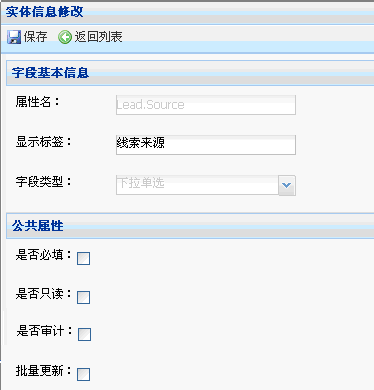 实体信息修改
保存 返回列表
字段基本信息
属性名： Lead.Source
显示标签： 线索来源
字段类型： 下拉单选
公共属性
是否必填：
是否只读：
是否审计：
批量更新：